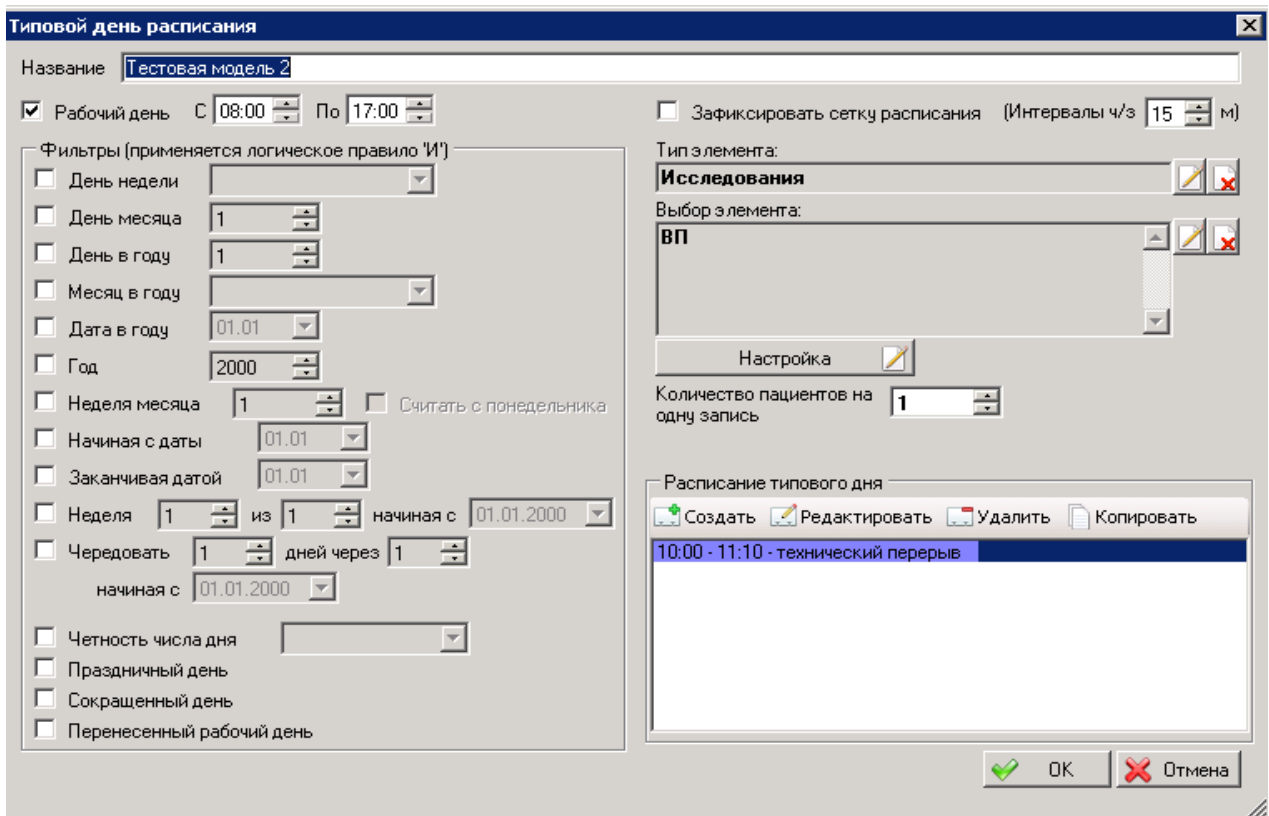 Типовой день расписания
Название Тестовая модель 2
Рабочий день С 08:00 По 17:00
Зафиксировать сетку расписания (Интервалы ч/з 15 м)
Фильтры (применяется логическое правило 'И')
День недели
День месяца 1
День в году 1
Месяц в году
Дата в году 01.01
Год 2000
Неделя месяца 1 Считать с понедельника
Начиная с даты 01.01
Заканчивая датой 01.01
Неделя 1 из 1 начиная с 01.01.2000
Чередовать 1 дней через 1
начиная с 01.01.2000
Четность числа дня
Праздничный день
Сокращенный день
Перенесенный рабочий день
Тип элемента:
Исследования
Выбор элемента:
ВП
Настройка
Количество пациентов на
одну запись 1
Расписание типового дня
Создать Редактировать Удалить Копировать
10:00 - 11:10 - технический перерыв
ОК Отмена